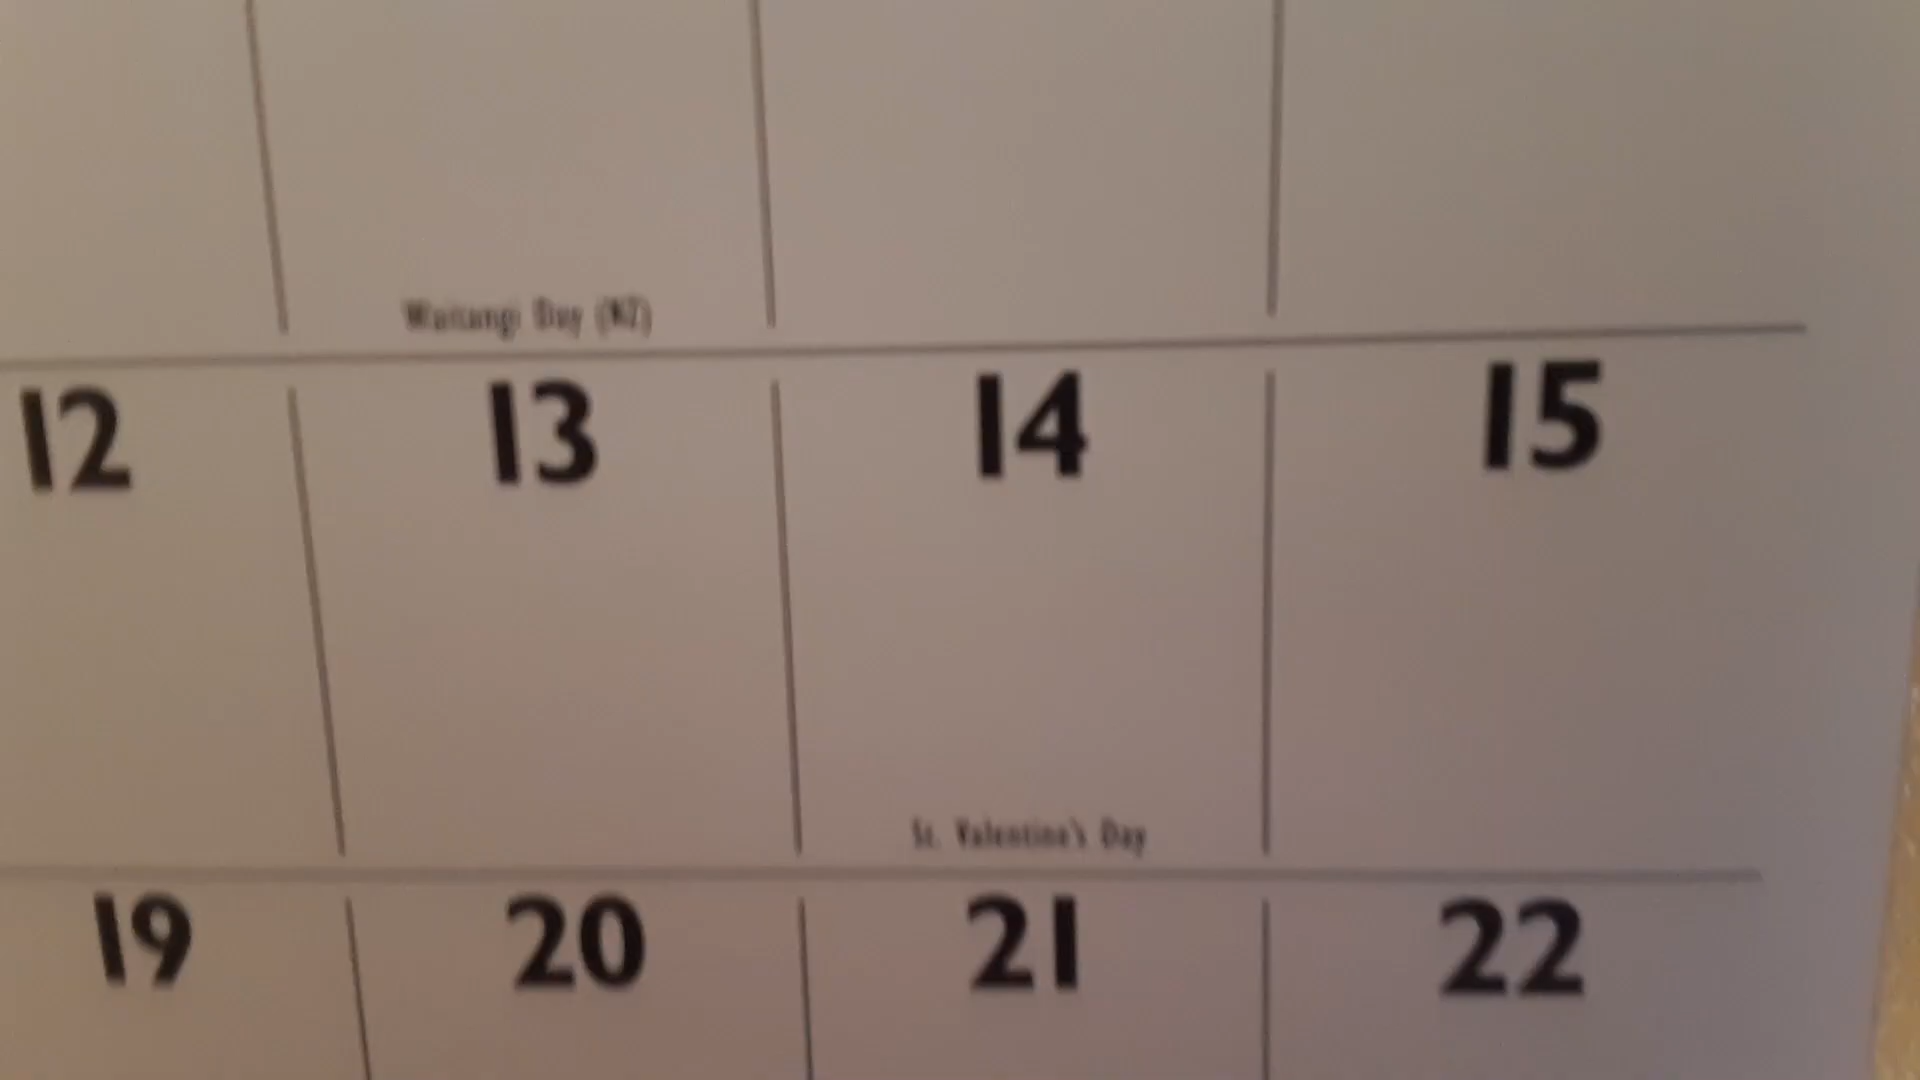 Waitangi Day (NZ)
12 13 14 15
St. Valentine's Day
19 20 21 22